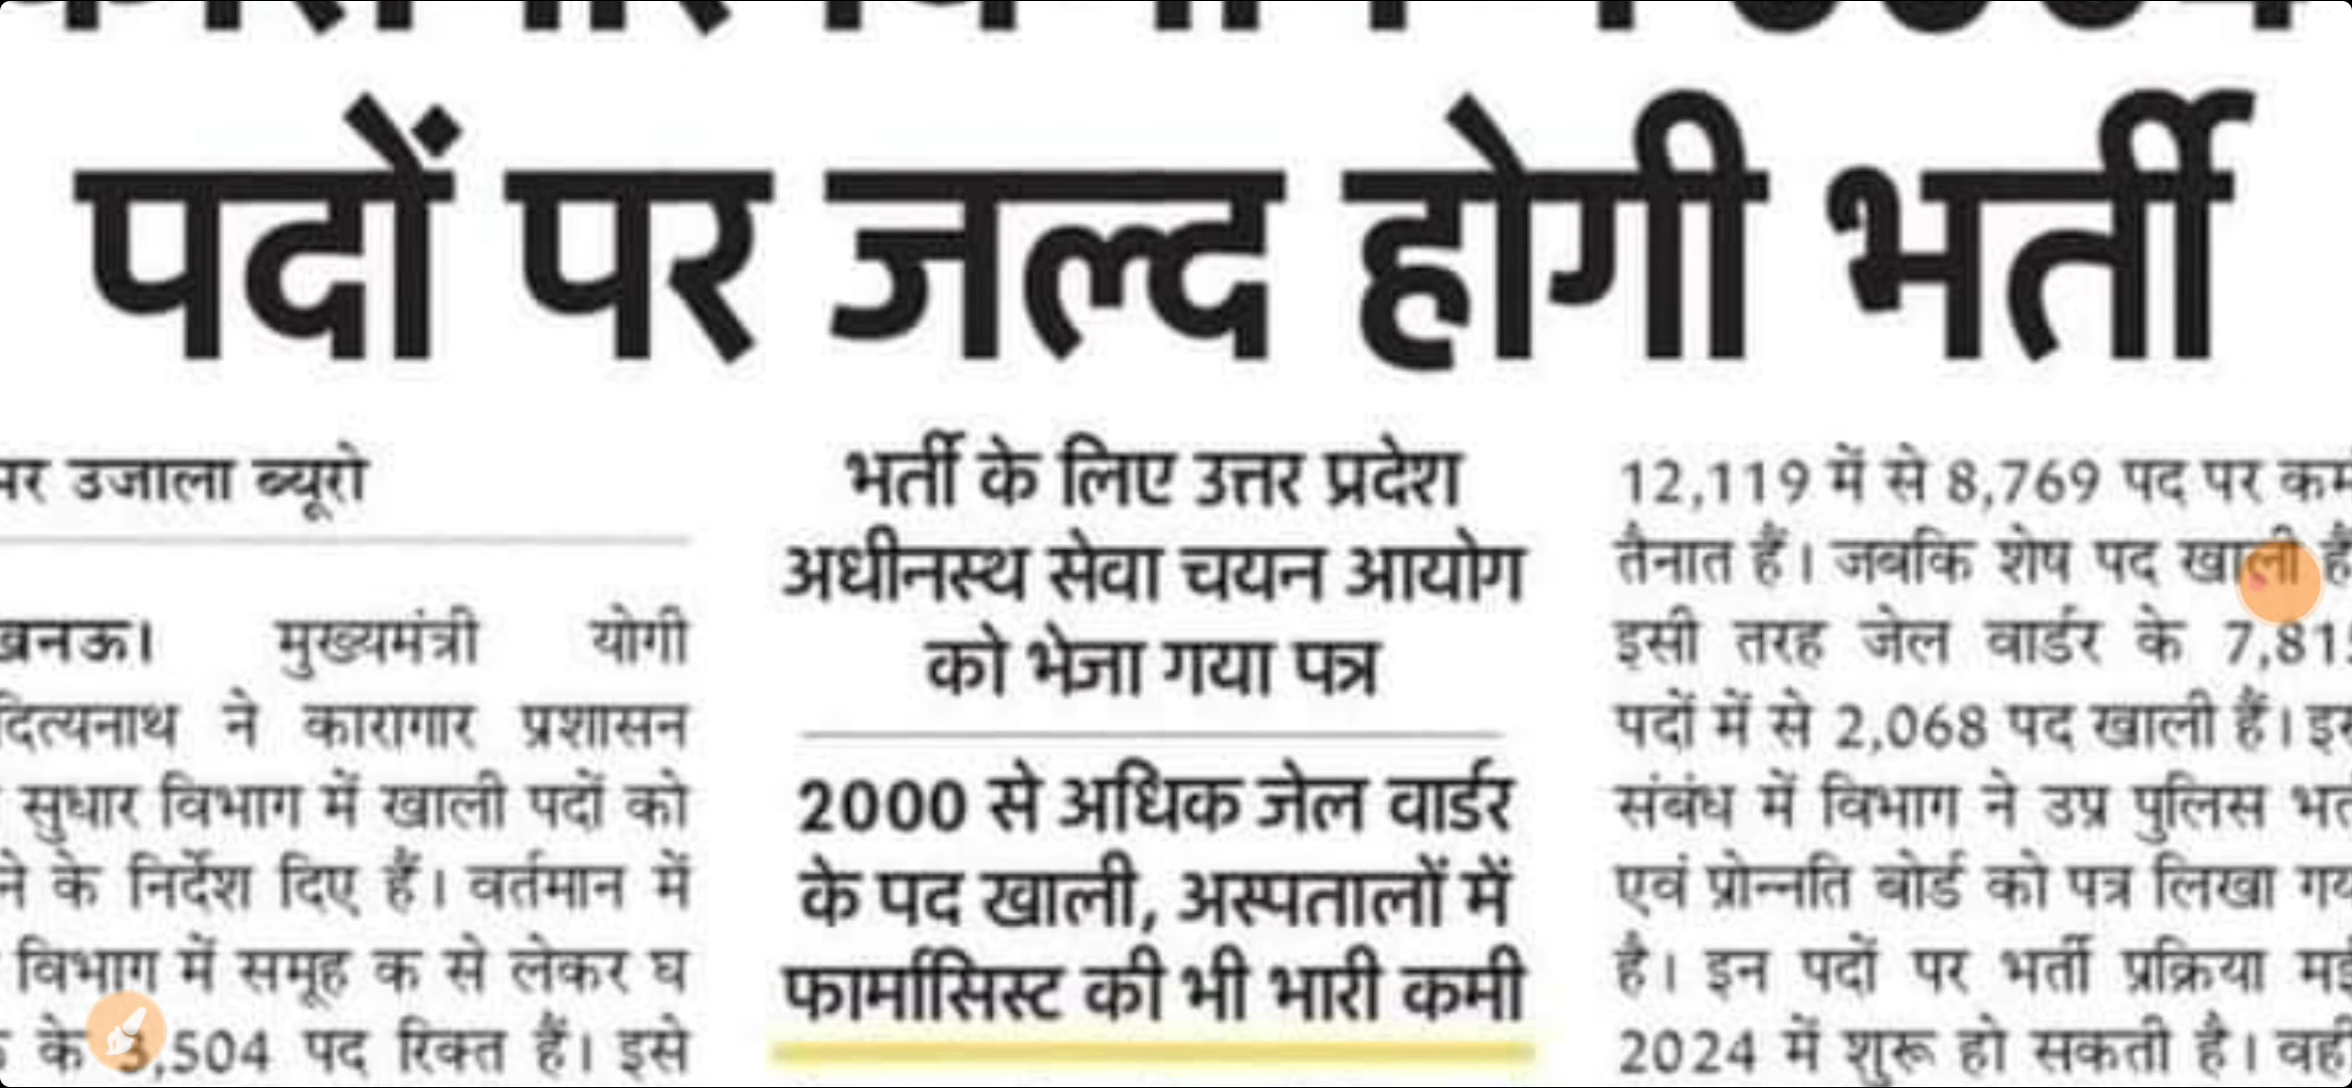 पदों पर जल्द होगी भर्ती
उजाला ब्यूरो
मुख्यमंत्री योगी
ने कारागार प्रशासन
सुधार विभाग में खाली पदों को
के निर्देश दिए हैं। वर्तमान में
विभाग में समूह क से लेकर घ
के 3,504 पद रिक्त हैं। इसे
भर्ती के लिए उत्तर प्रदेश
अधीनस्थ सेवा चयन आयोग
को भेजा गया पत्र
2000 से अधिक जेल वार्डर
के पद खाली, अस्पतालों में
फार्मासिस्ट की भी भारी कमी
12,119 में से 8,769 पद पर
तैनात हैं। जबकि शेष पद खाली
इसी तरह जेल वार्डर के
पदों में से 2,068 पद खाली हैं।
संबंध में विभाग ने उप्र पुलिस
एवं प्रोन्नति बोर्ड को पत्र लिखा
है। इन पदों पर भर्ती प्रक्रिया
2024 में शुरू हो सकती है।